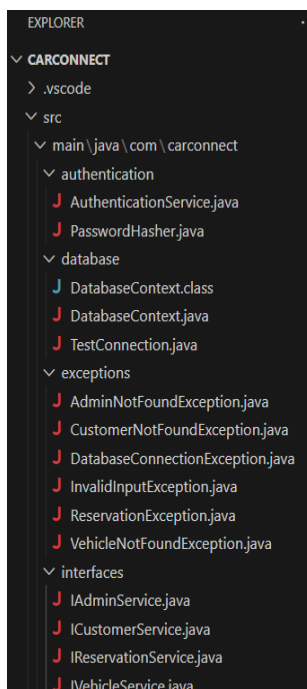 EXPLORER
CARCONNECT
.vscode
src
main\java\com\carconnect
authentication
J AuthenticationService.java
J PasswordHasher.java
database
J DatabaseContext.class
J DatabaseContext.java
J TestConnection.java
exceptions
J AdminNotFoundException.java
J CustomerNotFoundException.java
J DatabaseConnectionException.java
J InvalidInputException.java
J ReservationException.java
J VehicleNotFoundException.java
interfaces
J IAdminService.java
J ICustomerService.java
J IReservationService.java
J IVehicleService.java